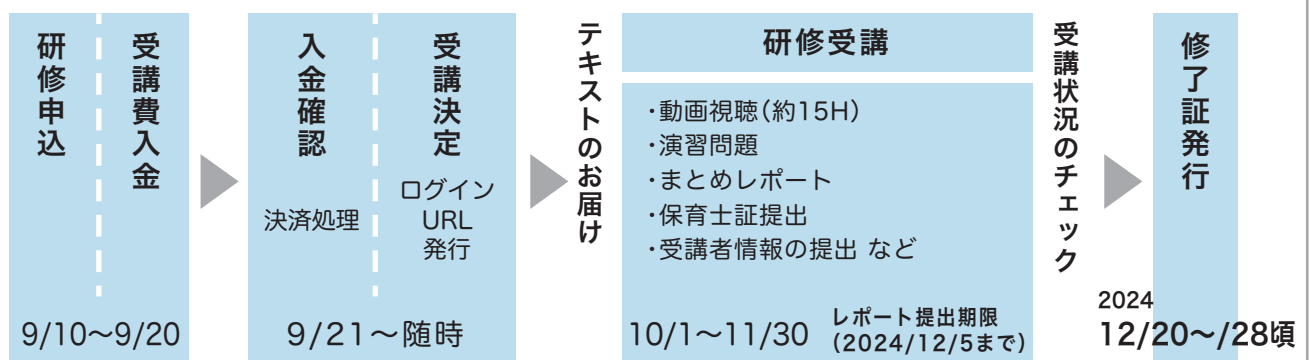 研修申込
受講費入金
9/10〜9/20
入金確認
決済処理
受講決定
ログイン
URL
発行
9/21〜随時
テキストのお届け
研修受講
・動画視聴(約15H)
・演習問題
・まとめレポート
・保育士証提出
・受講者情報の提出 など
10/1〜11/30
レポート提出期限
(2024/12/5まで)
受講状況のチェック
修了証発行
2024
12/20〜/28頃